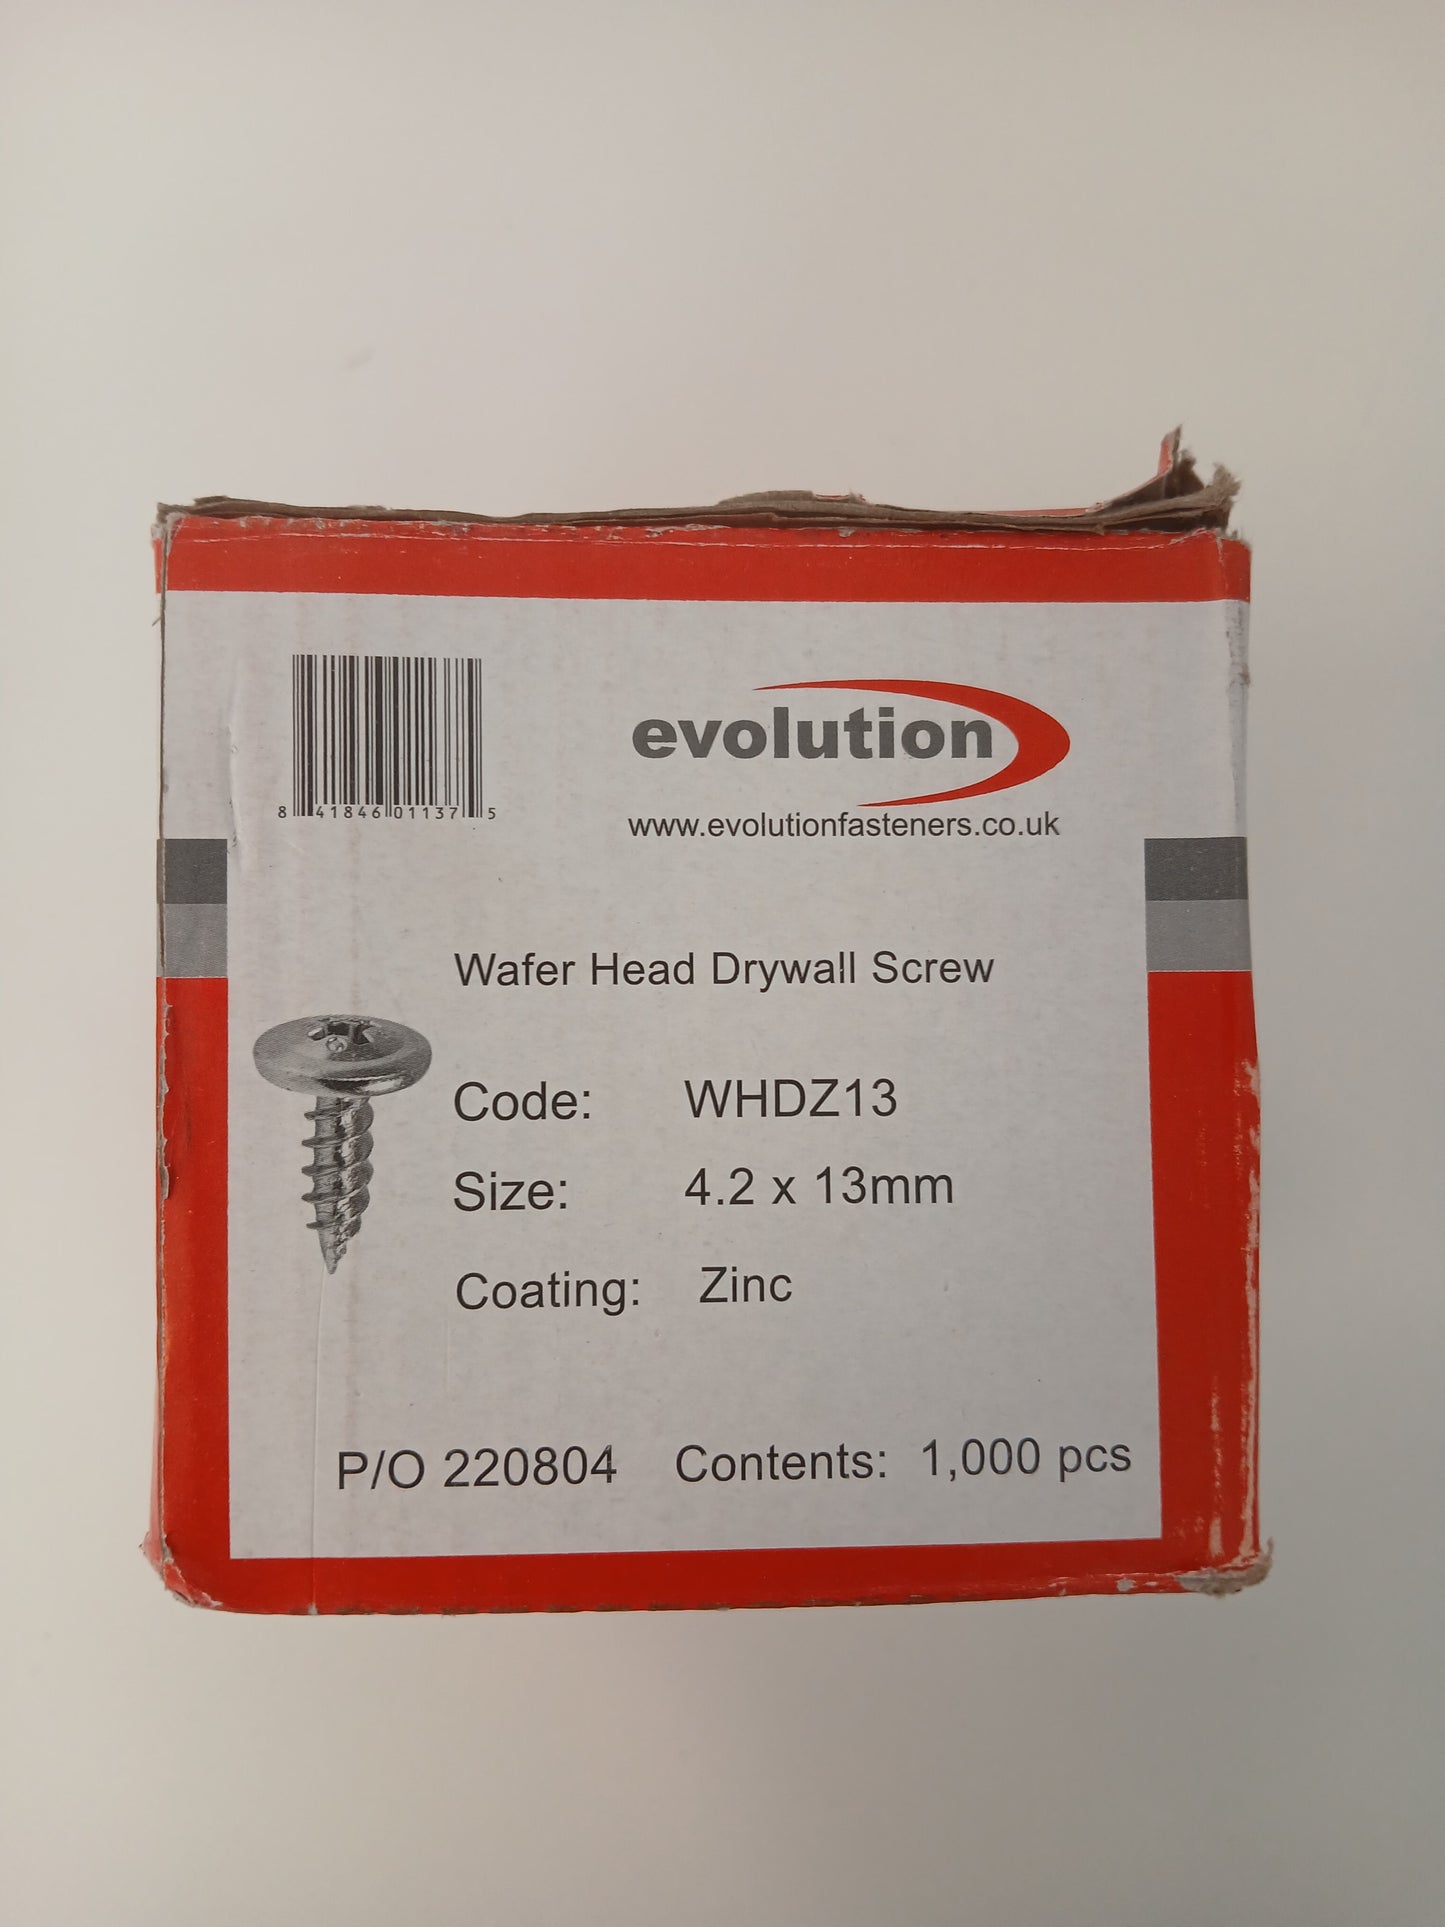 8 41846 01137 5
evolution
www.evolutionfasteners.co.uk
Wafer Head Drywall Screw
Code: WHDZ13
Size: 4.2 x 13mm
Coating: Zinc
P/O 220804 Contents: 1,000 pcs